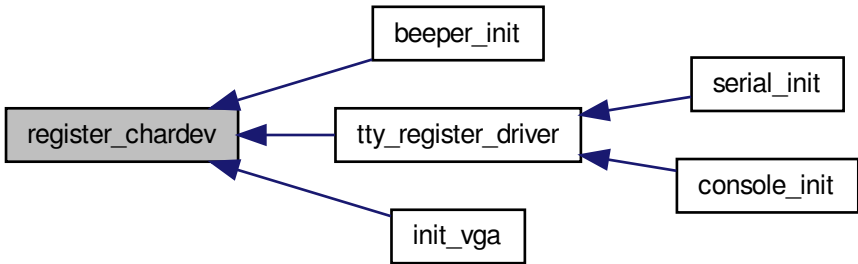 beeper_init
serial_init
register_chardev
tty_register_driver
console_init
init_vga